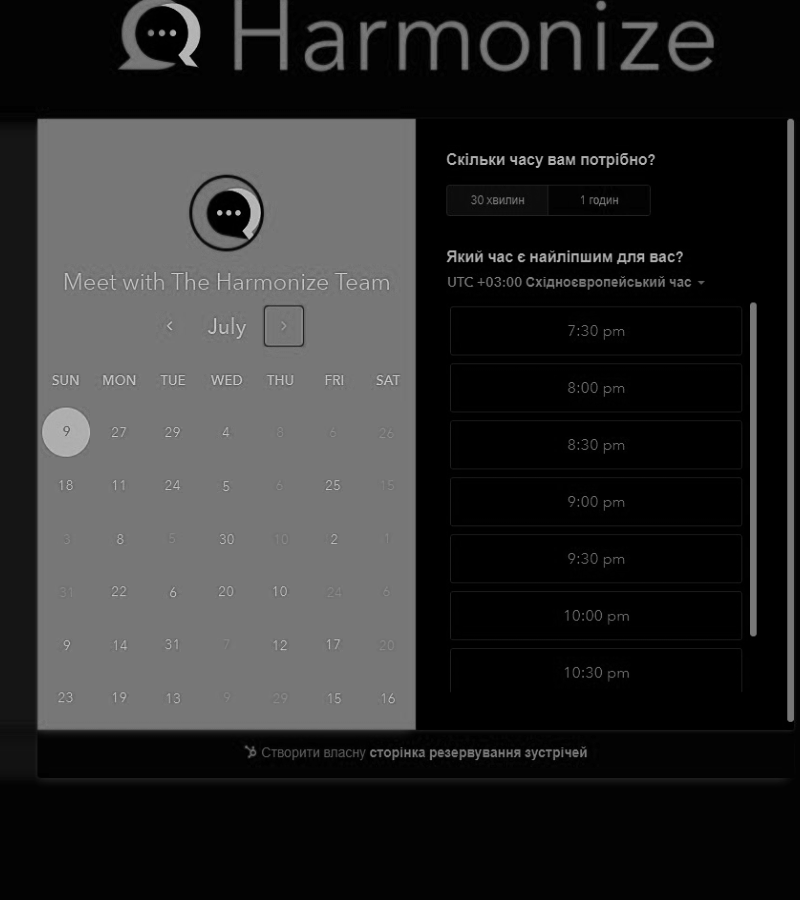 Harmonize
Meet with The Harmonize Team
July
SUN MON TUE WED THU FRI SAT
9 27 29 4 8 6 26
18 11 24 5 6 25 15
3 8 5 30 10 2 1
31 22 6 20 10 24 6
9 14 31 7 12 17 20
23 19 13 9 29 15 16
Скільки часу вам потрібно?
30 хвилин 1 годин
Який час є найліпшим для вас?
UTC +03:00 Східноєвропейський час
7:30 pm
8:00 pm
8:30 pm
9:00 pm
9:30 pm
10:00 pm
10:30 pm
Створити власну сторінка резервування зустрічей